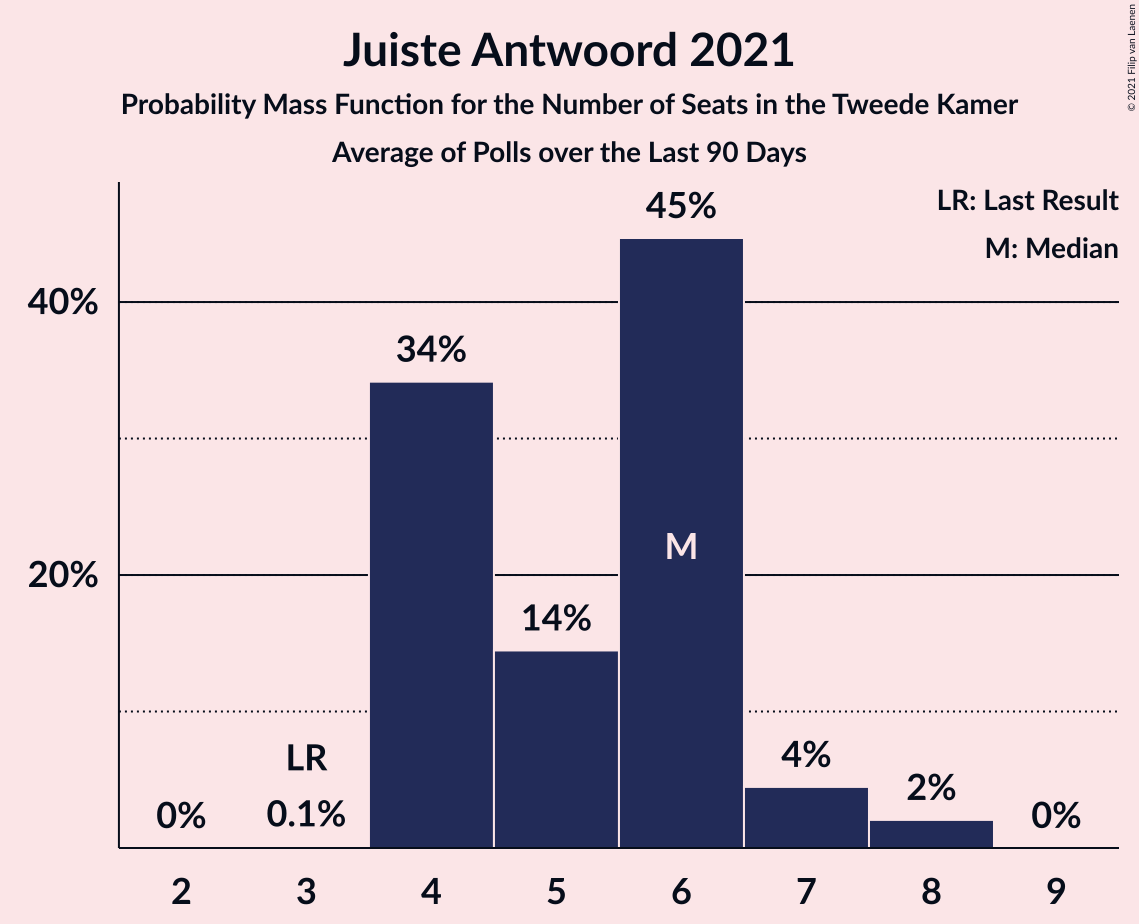 Juiste Antwoord 2021
Probability Mass Function for the Number of Seats in the Tweede Kamer
Average of Polls over the Last 90 Days
© 2021 Filip van Laenen
LR: Last Result
M: Median
45%
40%
34%
M
20%
14%
LR
4%
2%
0%
0.1%
0%
2 3 4 5 6 7 8 9